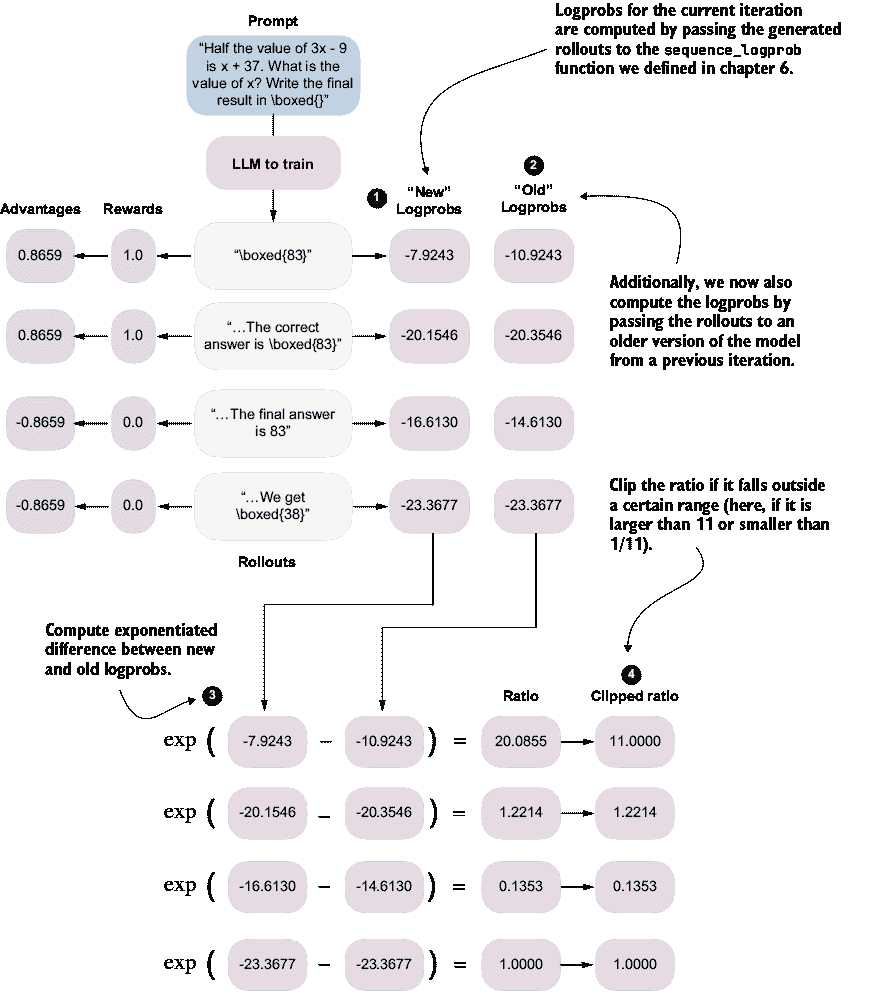 Prompt
“Half the value of 3x - 9
is x + 37. What is the
value of x? Write the final
result in \boxed{}”
Logprobs for the current iteration
are computed by passing the generated
rollouts to the sequence_logprob
function we defined in chapter 6.
LLM to train
Advantages
Rewards
1
“New”
Logprobs
2
“Old”
Logprobs
0.8659
1.0
“\boxed{83}”
-7.9243
-10.9243
0.8659
1.0
“...The correct
answer is \boxed{83}”
-20.1546
-20.3546
-0.8659
0.0
“...The final answer
is 83”
-16.6130
-14.6130
-0.8659
0.0
“...We get
\boxed{38}”
-23.3677
-23.3677
Rollouts
Additionally, we now also
compute the logprobs by
passing the rollouts to an
older version of the model
from a previous iteration.
Clip the ratio if it falls outside
a certain range (here, if it is
larger than 11 or smaller than
1/11).
Compute exponentiated
difference between new
and old logprobs.
3
Ratio
4
Clipped ratio
exp ( -7.9243 – -10.9243 ) = 20.0855 11.0000
exp ( -20.1546 – -20.3546 ) = 1.2214 1.2214
exp ( -16.6130 – -14.6130 ) = 0.1353 0.1353
exp ( -23.3677 – -23.3677 ) = 1.0000 1.0000